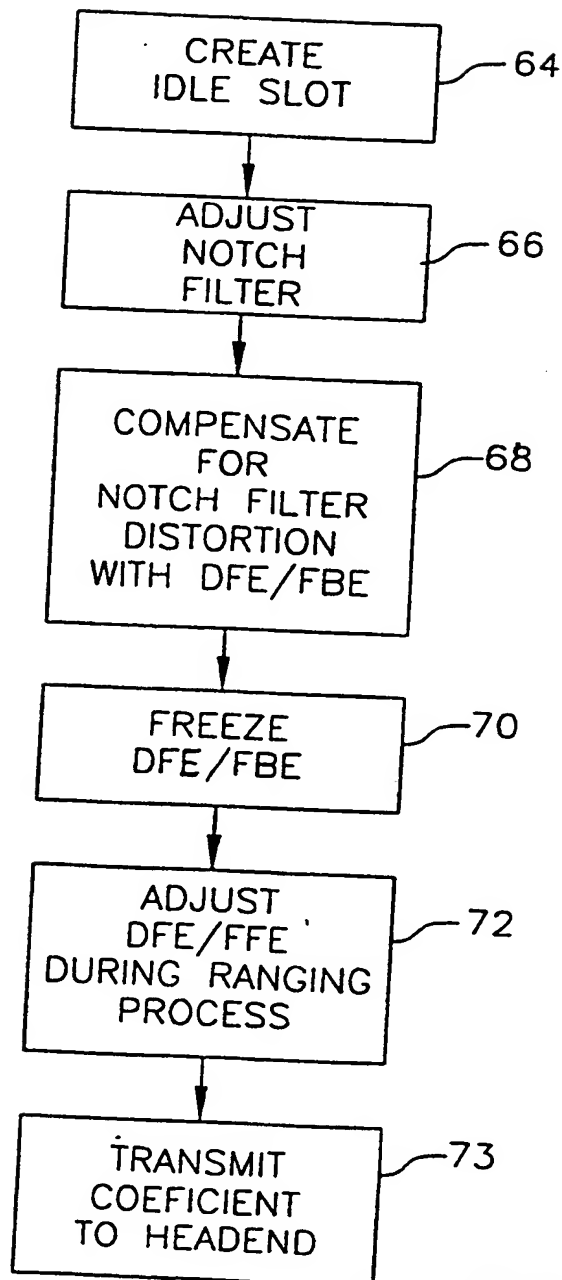 CREATE
IDLE SLOT
64
ADJUST
NOTCH
FILTER
66
COMPENSATE
FOR
NOTCH FILTER
DISTORTION
WITH DFE/FBE
68
FREEZE
DFE/FBE
70
ADJUST
DFE/FFE
DURING RANGING
PROCESS
72
TRANSMIT
COEFICIENT
TO HEADEND
73